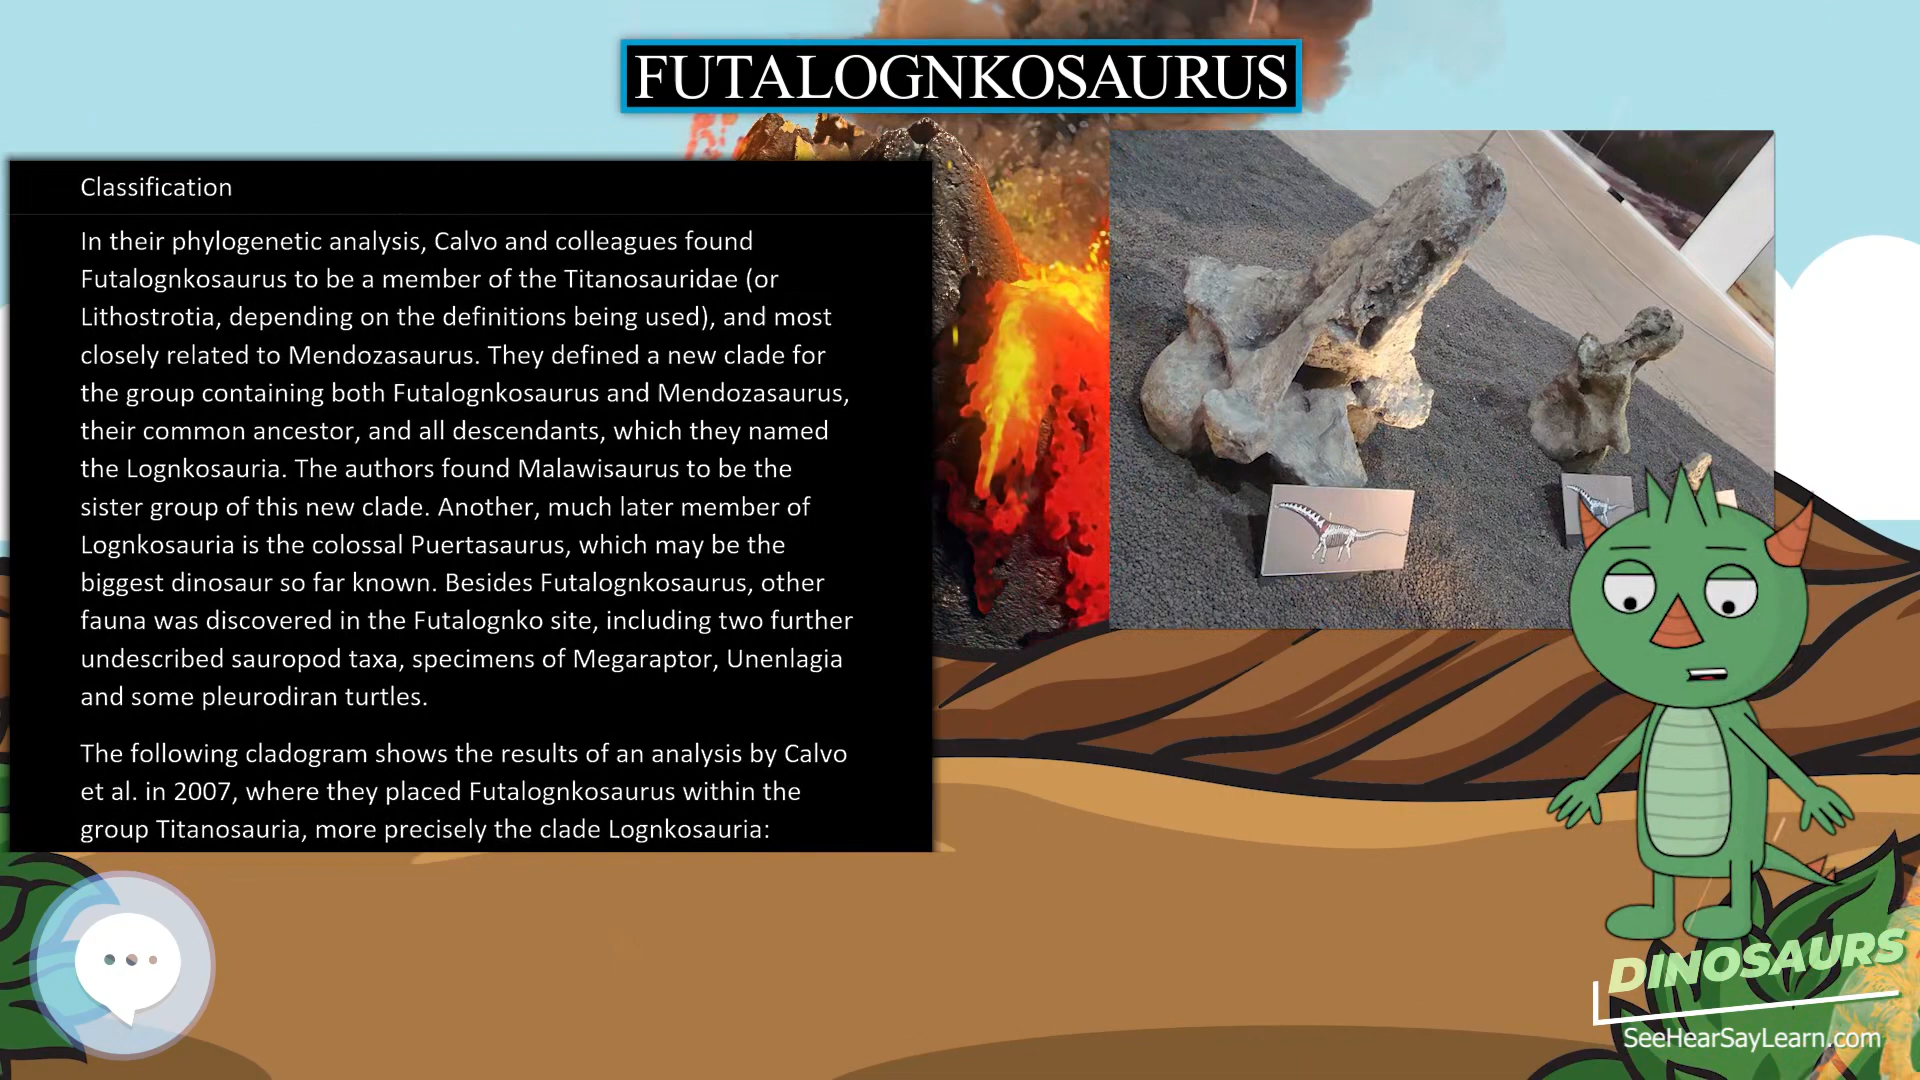 FUTALOGNKOSAURUS
Classification
In their phylogenetic analysis, Calvo and colleagues found
Futalognkosaurus to be a member of the Titanosauridae (or
Lithostrotia, depending on the definitions being used), and most
closely related to Mendozasaurus. They defined a new clade for
the group containing both Futalognkosaurus and Mendozasaurus,
their common ancestor, and all descendants, which they named
the Lognkosauria. The authors found Malawisaurus to be the
sister group of this new clade. Another, much later member of
Lognkosauria is the colossal Puertasaurus, which may be the
biggest dinosaur so far known. Besides Futalognkosaurus, other
fauna was discovered in the Futalognko site, including two further
undescribed sauropod taxa, specimens of Megaraptor, Unenlagia
and some pleurodiran turtles.
The following cladogram shows the results of an analysis by Calvo
et al. in 2007, where they placed Futalognkosaurus within the
group Titanosauria, more precisely the clade Lognkosauria:
DINOSAURS
SeeHearSayLearn.com